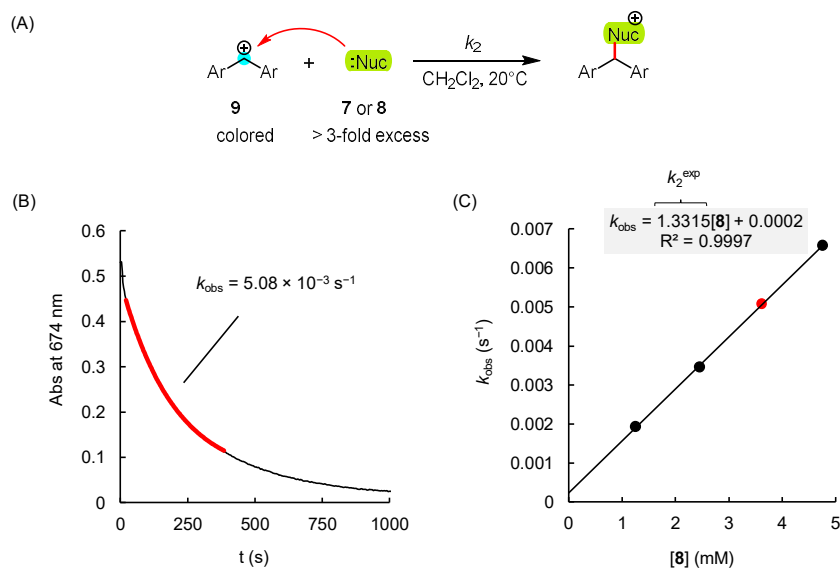 (A)
⊕
Ar Ar
+
:Nuc
k2
CH2Cl2, 20°C
⊕
Nuc
Ar Ar
9
7 or 8
colored
> 3-fold excess
(B)
0.6
0.5
0.4
0.3
0.2
0.1
0
Abs at 674 nm
kobs = 5.08 × 10⁻³ s⁻¹
0 250 500 750 1000
t (s)
(C)
k2exp
kobs = 1.3315[8] + 0.0002
R² = 0.9997
0.007
0.006
0.005
0.004
0.003
0.002
0.001
0
kobs (s⁻¹)
0 1 2 3 4 5
[8] (mM)